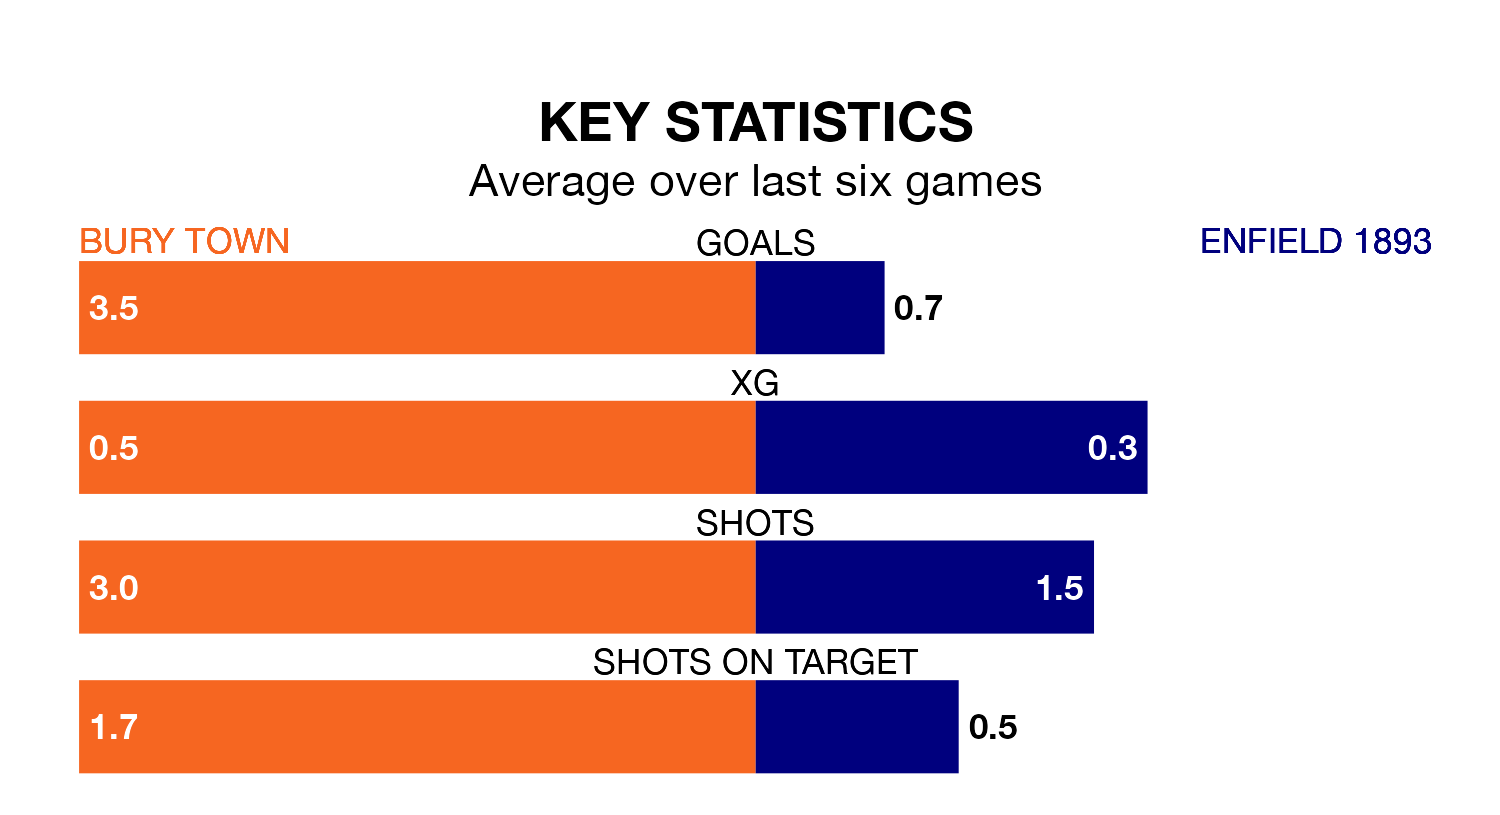 KEY STATISTICS
Average over last six games
BURY TOWN
GOALS
ENFIELD 1893
3.5
0.7
XG
0.5
0.3
SHOTS
3.0
1.5
SHOTS ON TARGET
1.7
0.5